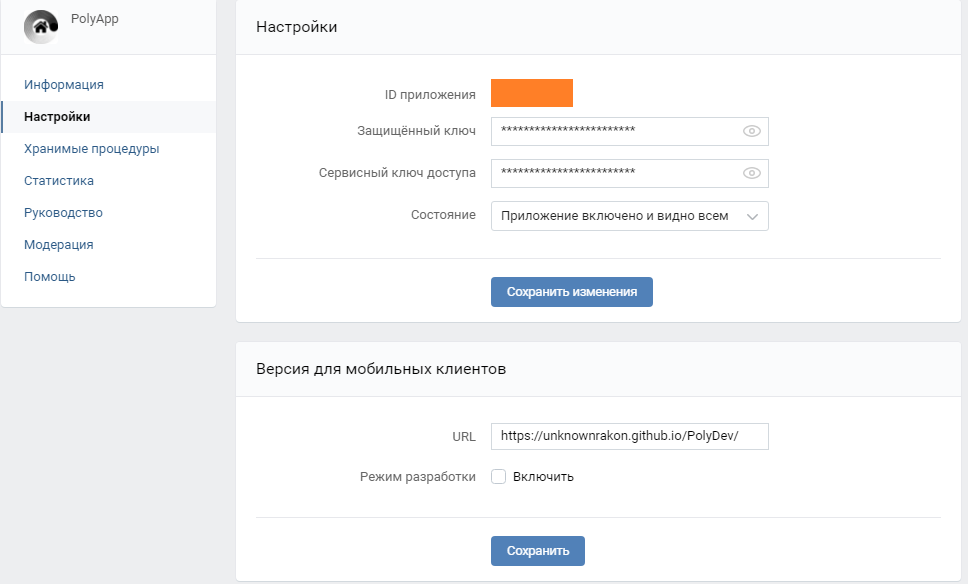 PolyApp
Информация
Настройки
Хранимые процедуры
Статистика
Руководство
Модерация
Помощь
Настройки
ID приложения
Защищённый ключ ************************
Сервисный ключ доступа ************************
Состояние Приложение включено и видно всем
Сохранить изменения
Версия для мобильных клиентов
URL https://unknownrakon.github.io/PolyDev/
Режим разработки Включить
Сохранить